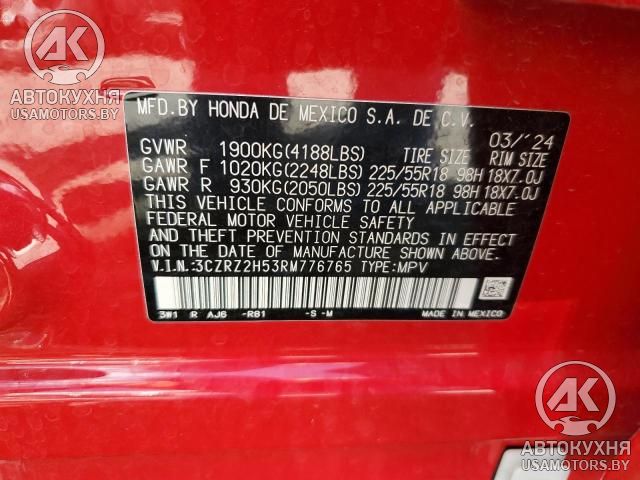 AK
АВТОКУХНЯ
USAMOTORS.BY
MFD.BY HONDA DE MEXICO S.A. DE C.V.
03/'24
GVWR 1900KG(4188LBS) TIRE SIZE RIM SIZE
GAWR F 1020KG(2248LBS) 225/55R18 98H 18X7.0J
GAWR R 930KG(2050LBS) 225/55R18 98H 18X7.0J
THIS VEHICLE CONFORMS TO ALL APPLICABLE
FEDERAL MOTOR VEHICLE SAFETY
AND THEFT PREVENTION STANDARDS IN EFFECT
ON THE DATE OF MANUFACTURE SHOWN ABOVE.
V.I.N.:3CZRZ2H53RM776765 TYPE:MPV
3W1 R AJ6 -R81 -S -M MADE IN MEXICO
AK
АВТОКУХНЯ
USAMOTORS.BY